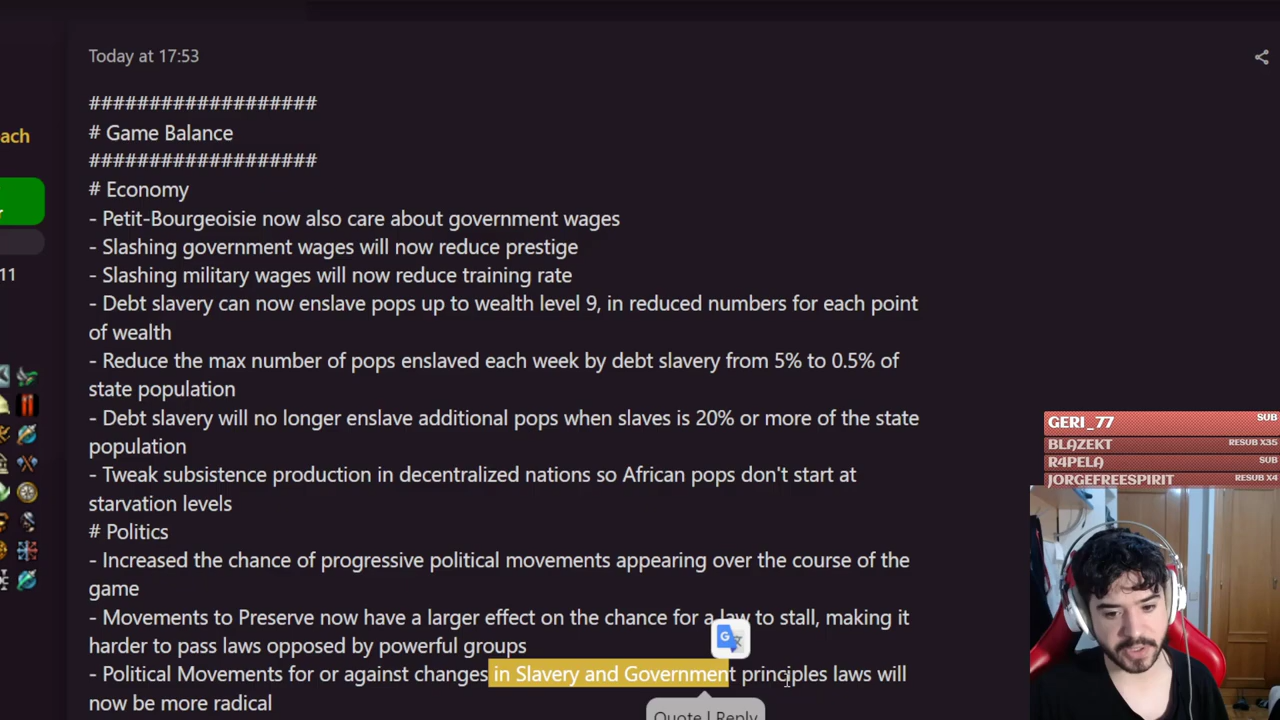 Today at 17:53
###################
# Game Balance
###################
# Economy
- Petit-Bourgeoisie now also care about government wages
- Slashing government wages will now reduce prestige
- Slashing military wages will now reduce training rate
- Debt slavery can now enslave pops up to wealth level 9, in reduced numbers for each point
of wealth
- Reduce the max number of pops enslaved each week by debt slavery from 5% to 0.5% of
state population
- Debt slavery will no longer enslave additional pops when slaves is 20% or more of the state
population
- Tweak subsistence production in decentralized nations so African pops don't start at
starvation levels
# Politics
- Increased the chance of progressive political movements appearing over the course of the
game
- Movements to Preserve now have a larger effect on the chance for a law to stall, making it
harder to pass laws opposed by powerful groups
- Political Movements for or against changes in Slavery and Government principles laws will
now be more radical
Quote | Reply
ach
r
11
GERI_77 SUB
BLAZEKT RESUB X35
R4PELA SUB
JORGEFREESPIRIT RESUB X4